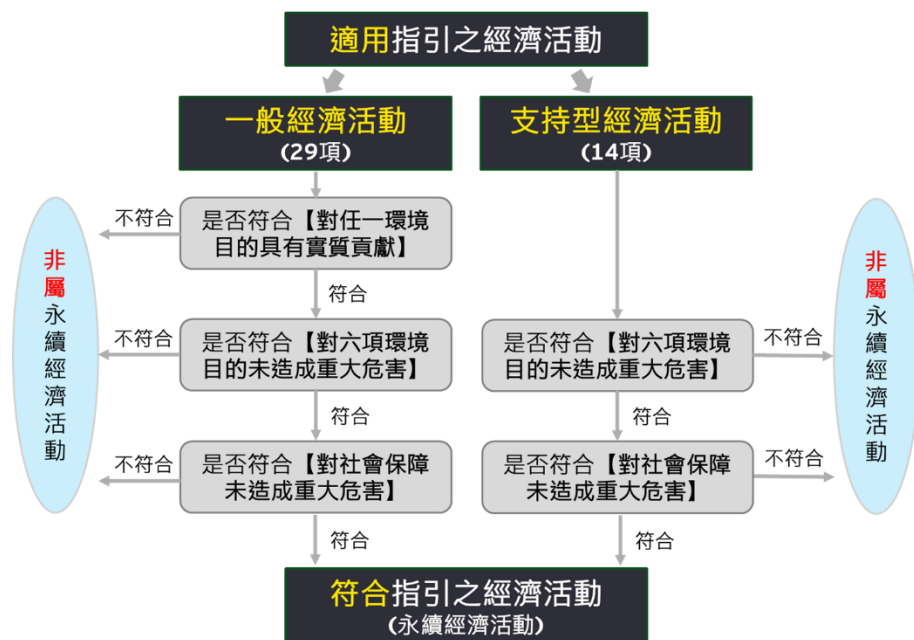 適用指引之經濟活動
一般經濟活動
(29項)
支持型經濟活動
(14項)
不符合
是否符合【對任一環境
目的具有實質貢獻】
符合
非屬永續經濟活動
不符合
是否符合【對六項環境
目的未造成重大危害】
是否符合【對六項環境
目的未造成重大危害】
不符合
非屬永續經濟活動
符合
符合
不符合
是否符合【對社會保障
未造成重大危害】
是否符合【對社會保障
未造成重大危害】
不符合
符合
符合
符合指引之經濟活動
(永續經濟活動)